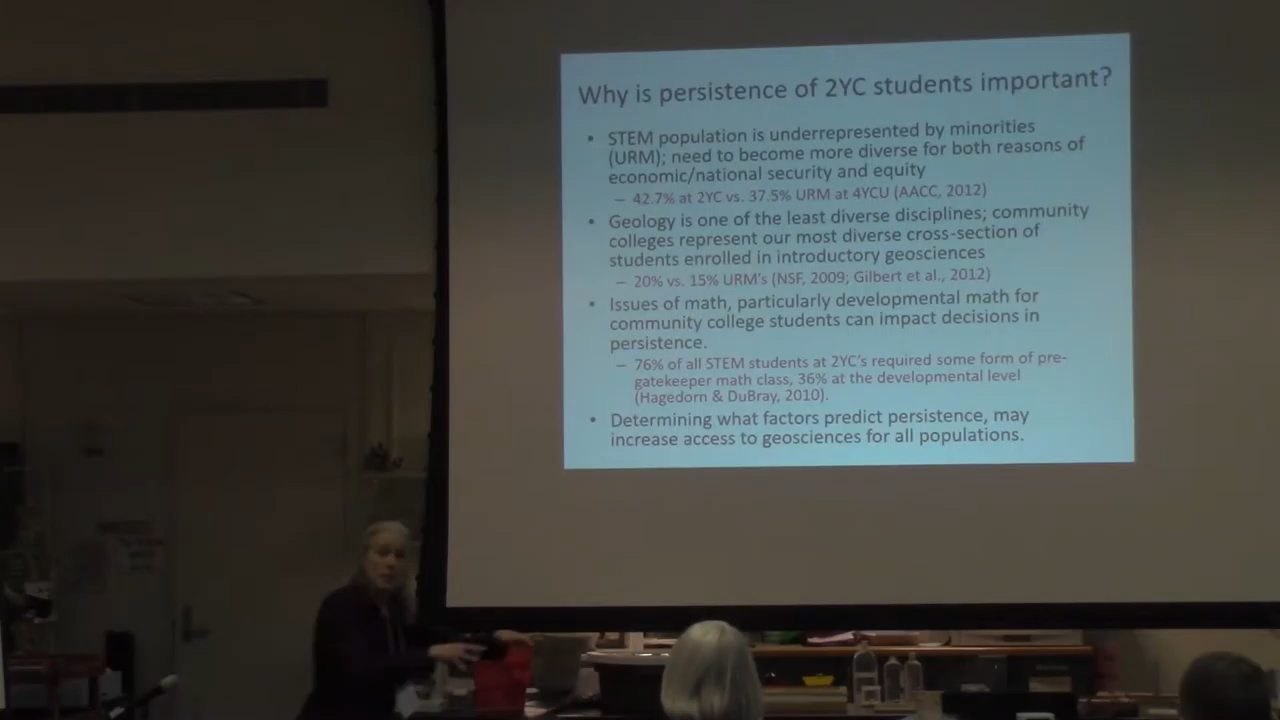 Why is persistence of 2YC students important?
• STEM population is underrepresented by minorities
(URM); need to become more diverse for both reasons of
economic/national security and equity
– 42.7% at 2YC vs. 37.5% URM at 4YCU (AACC, 2012)
• Geology is one of the least diverse disciplines; community
colleges represent our most diverse cross-section of
students enrolled in introductory geosciences
– 20% vs. 15% URM's (NSF, 2009; Gilbert et al., 2012)
• Issues of math, particularly developmental math for
community college students can impact decisions in
persistence.
– 76% of all STEM students at 2YC's required some form of pre-
gatekeeper math class, 36% at the developmental level
(Hagedorn & DuBray, 2010).
• Determining what factors predict persistence, may
increase access to geosciences for all populations.